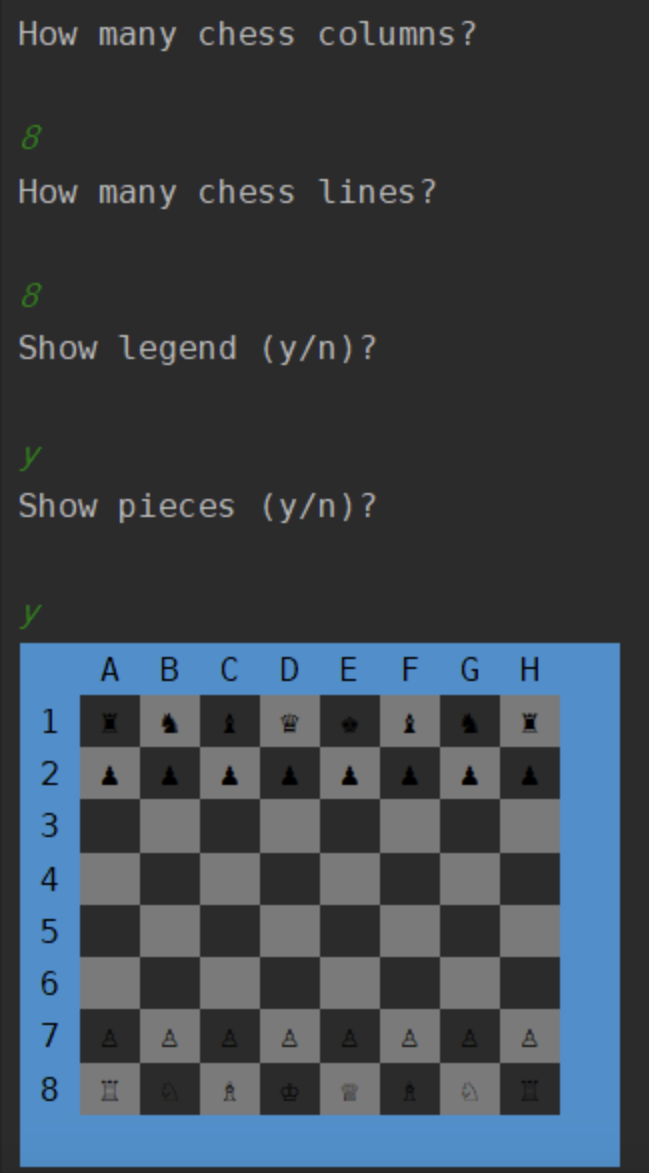 How many chess columns?
8
How many chess lines?
8
Show legend (y/n)?
y
Show pieces (y/n)?
y
A B C D E F G H
1
2
3
4
5
6
7
8